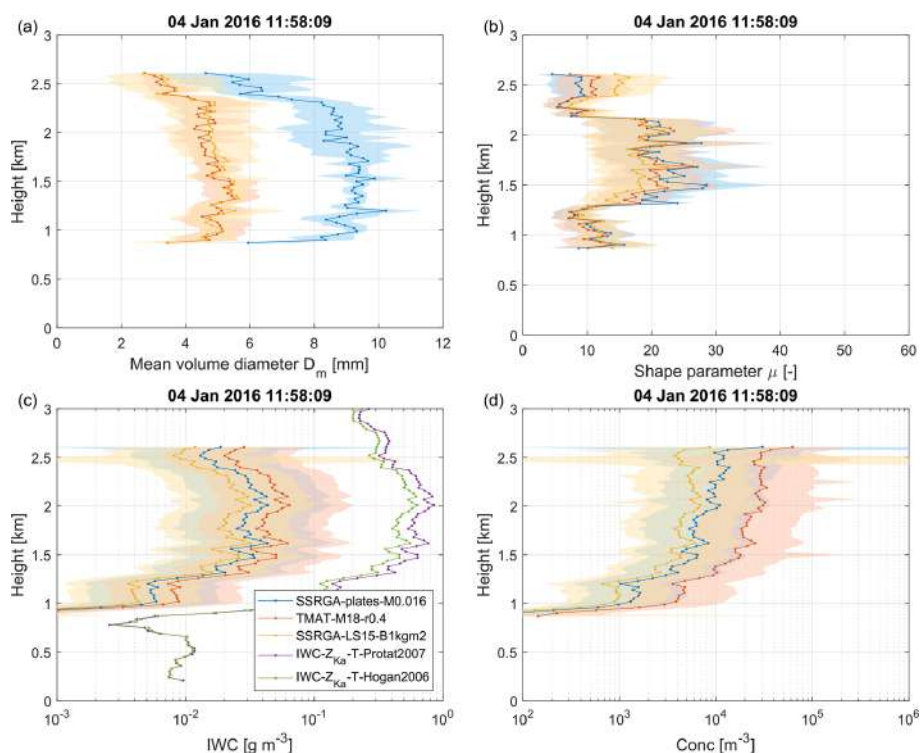 04 Jan 2016 11:58:09
(a)
3
2.5
2
1.5
1
0.5
0
Height [km]
0 2 4 6 8 10 12
Mean volume diameter D_m [mm]
04 Jan 2016 11:58:09
(b)
3
2.5
2
1.5
1
0.5
0
Height [km]
0 10 20 30 40 50 60
Shape parameter μ [-]
04 Jan 2016 11:58:09
(c)
3
2.5
2
1.5
1
0.5
0
Height [km]
SSRGA-plates-M0.016
TMAT-M18-r0.4
SSRGA-LS15-B1kgm2
IWC-Z_Ka-T-Protat2007
IWC-Z_Ka-T-Hogan2006
10^-3 10^-2 10^-1 10^0
IWC [g m^-3]
04 Jan 2016 11:58:09
(d)
3
2.5
2
1.5
1
0.5
0
Height [km]
10^2 10^3 10^4 10^5 10^6
Conc [m^-3]